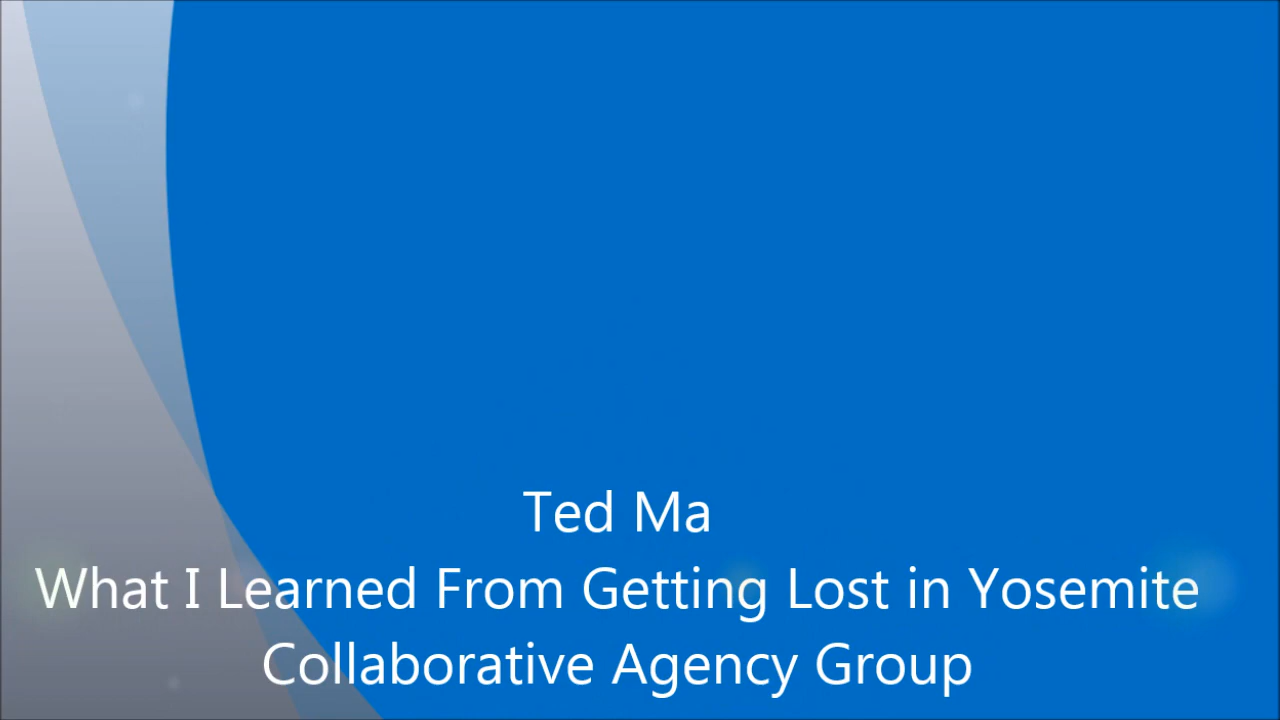 Ted Ma
What I Learned From Getting Lost in Yosemite
Collaborative Agency Group